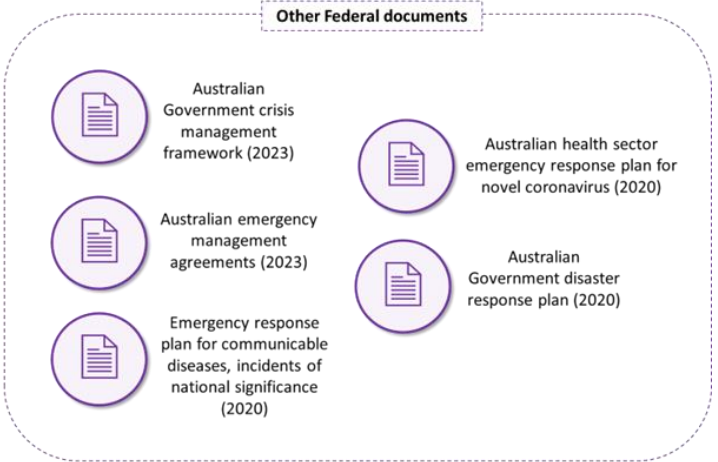 Other Federal documents
Australian
Government crisis
management
framework (2023)
Australian emergency
management
agreements (2023)
Emergency response
plan for communicable
diseases, incidents of
national significance
(2020)
Australian health sector
emergency response plan for
novel coronavirus (2020)
Australian
Government disaster
response plan (2020)